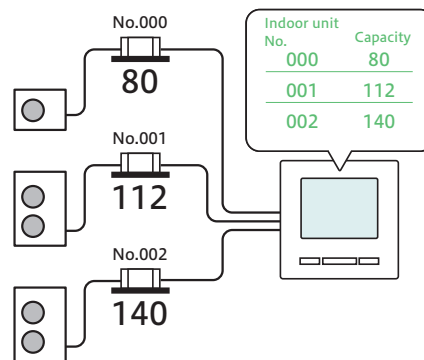 No.000
80
No.001
112
No.002
140
Indoor unit
No. Capacity
000 80
001 112
002 140